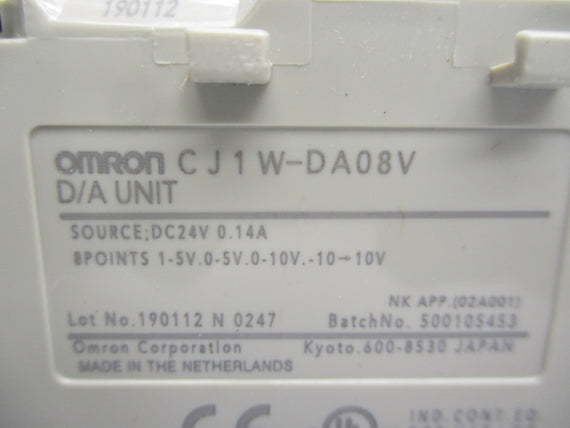 190112
OMRON CJ1W-DA08V
D/A UNIT
SOURCE;DC24V 0.14A
8POINTS 1-5V.0-5V.0-10V.-10→10V
NK APP.(02A001)
Lot No.190112 N 0247 BatchNo. 500105453
Omron Corporation Kyoto.600-8530 JAPAN
MADE IN THE NETHERLANDS
CE UL IND.CONT.EQ.